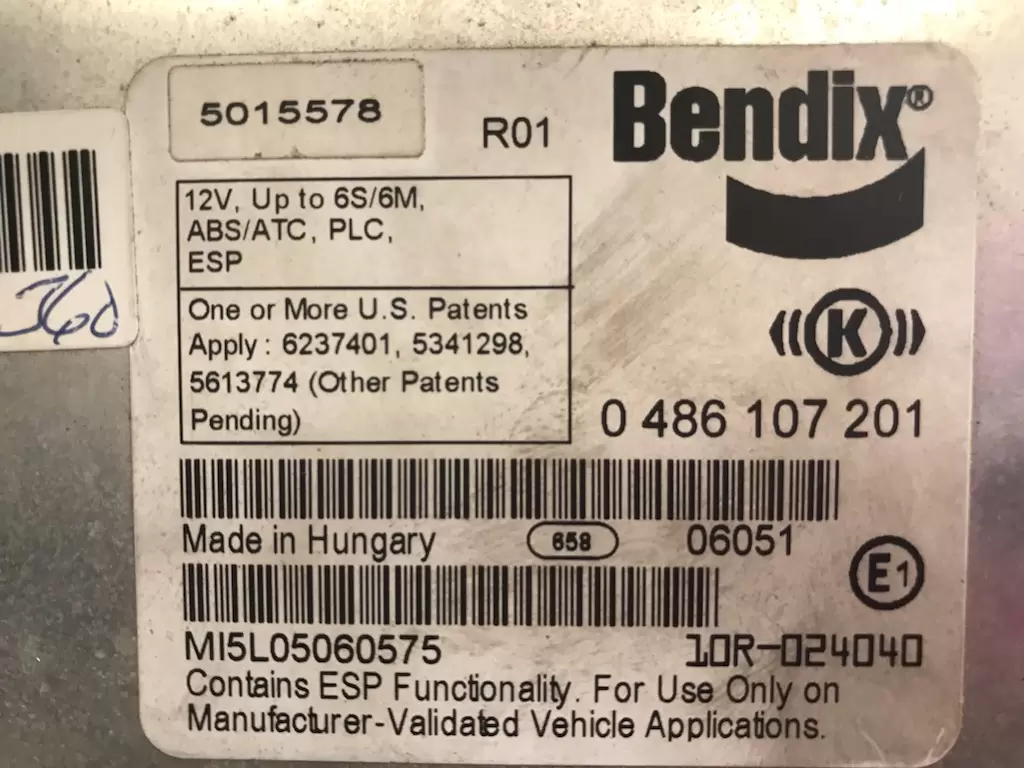 5015578
R01
Bendix®
12V, Up to 6S/6M,
ABS/ATC, PLC,
ESP
One or More U.S. Patents
Apply : 6237401, 5341298,
5613774 (Other Patents
Pending)
K
0 486 107 201
Made in Hungary
658
06051
E1
MI5L05060575
10R-024040
Contains ESP Functionality. For Use Only on
Manufacturer-Validated Vehicle Applications.